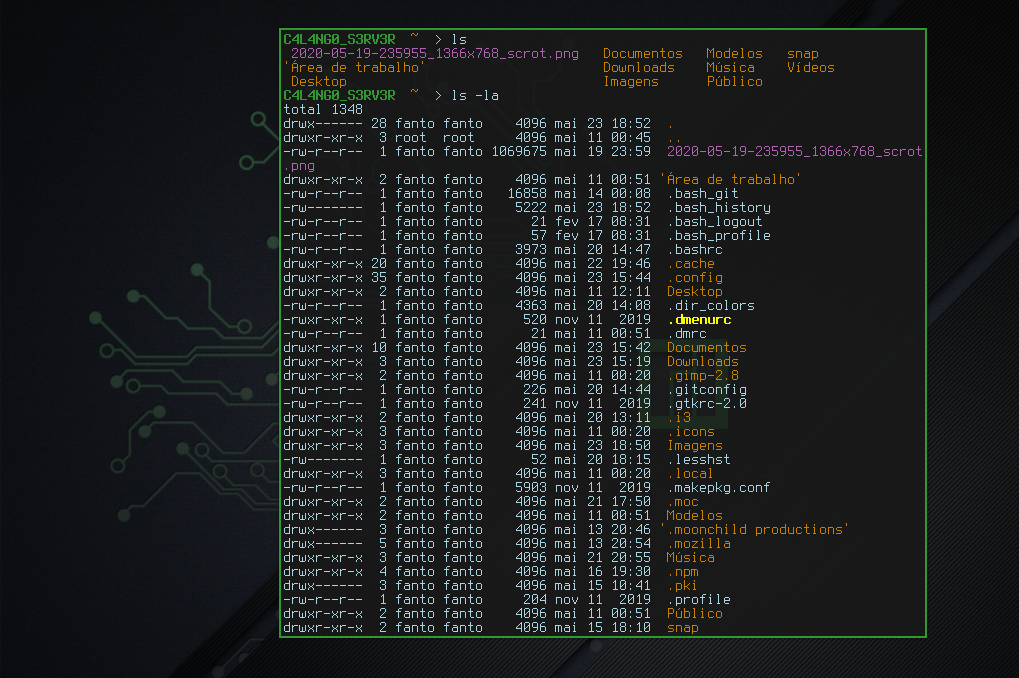 C4L4NG0_S3RV3R ~ > ls
 2020-05-19-235955_1366x768_scrot.png   Documentos   Modelos   snap
'Área de trabalho'                      Downloads    Música    Vídeos
 Desktop                                Imagens      Público
C4L4NG0_S3RV3R ~ > ls -la
total 1348
drwx------ 28 fanto fanto    4096 mai 23 18:52  .
drwxr-xr-x  3 root  root     4096 mai 11 00:45  ..
-rw-r--r--  1 fanto fanto 1069675 mai 19 23:59  2020-05-19-235955_1366x768_scrot
.png
drwxr-xr-x  2 fanto fanto    4096 mai 11 00:51 'Área de trabalho'
-rw-r--r--  1 fanto fanto   16858 mai 14 00:08  .bash_git
-rw-------  1 fanto fanto    5222 mai 23 18:52  .bash_history
-rw-r--r--  1 fanto fanto      21 fev 17 08:31  .bash_logout
-rw-r--r--  1 fanto fanto      57 fev 17 08:31  .bash_profile
-rw-r--r--  1 fanto fanto    3973 mai 20 14:47  .bashrc
drwxr-xr-x 20 fanto fanto    4096 mai 22 19:46  .cache
drwxr-xr-x 35 fanto fanto    4096 mai 23 15:44  .config
drwxr-xr-x  2 fanto fanto    4096 mai 11 12:11  Desktop
-rw-r--r--  1 fanto fanto    4363 mai 20 14:08  .dir_colors
-rwxr-xr-x  1 fanto fanto     520 nov 11  2019  .dmenurc
-rw-r--r--  1 fanto fanto      21 mai 11 00:51  .dmrc
drwxr-xr-x 10 fanto fanto    4096 mai 23 15:42  Documentos
drwxr-xr-x  3 fanto fanto    4096 mai 23 15:19  Downloads
drwxr-xr-x  2 fanto fanto    4096 mai 11 00:20  .gimp-2.8
-rw-r--r--  1 fanto fanto     226 mai 20 14:44  .gitconfig
-rw-r--r--  1 fanto fanto     241 nov 11  2019  .gtkrc-2.0
drwxr-xr-x  2 fanto fanto    4096 mai 20 13:11  .i3
drwxr-xr-x  3 fanto fanto    4096 mai 11 00:20  .icons
drwxr-xr-x  3 fanto fanto    4096 mai 23 18:50  Imagens
-rw-------  1 fanto fanto      52 mai 20 18:15  .lesshst
drwxr-xr-x  3 fanto fanto    4096 mai 11 00:20  .local
-rw-r--r--  1 fanto fanto    5903 nov 11  2019  .makepkg.conf
drwxr-xr-x  2 fanto fanto    4096 mai 21 17:50  .moc
drwxr-xr-x  2 fanto fanto    4096 mai 11 00:51  Modelos
drwx------  3 fanto fanto    4096 mai 13 20:46 '.moonchild productions'
drwx------  5 fanto fanto    4096 mai 13 20:54  .mozilla
drwxr-xr-x  3 fanto fanto    4096 mai 21 20:55  Música
drwxr-xr-x  4 fanto fanto    4096 mai 16 19:30  .npm
drwx------  3 fanto fanto    4096 mai 15 10:41  .pki
-rw-r--r--  1 fanto fanto     204 nov 11  2019  .profile
drwxr-xr-x  2 fanto fanto    4096 mai 11 00:51  Público
drwxr-xr-x  2 fanto fanto    4096 mai 15 18:10  snap